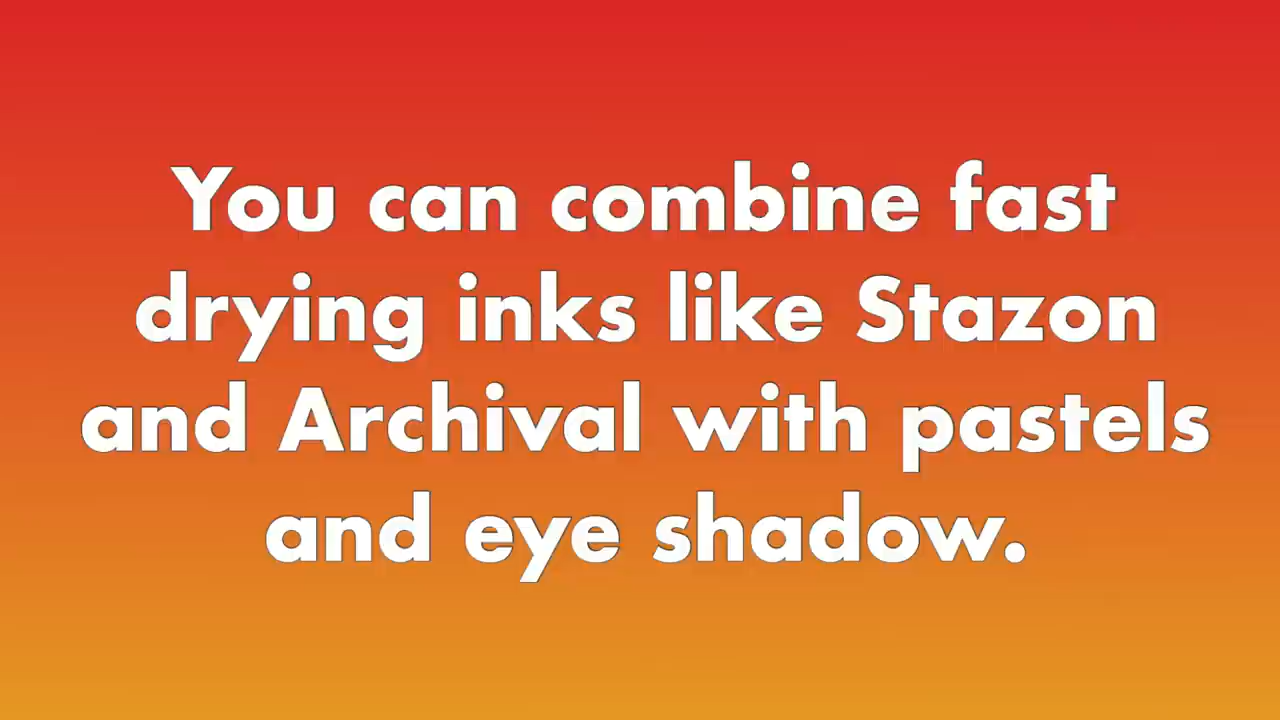 You can combine fast
drying inks like Stazon
and Archival with pastels
and eye shadow.